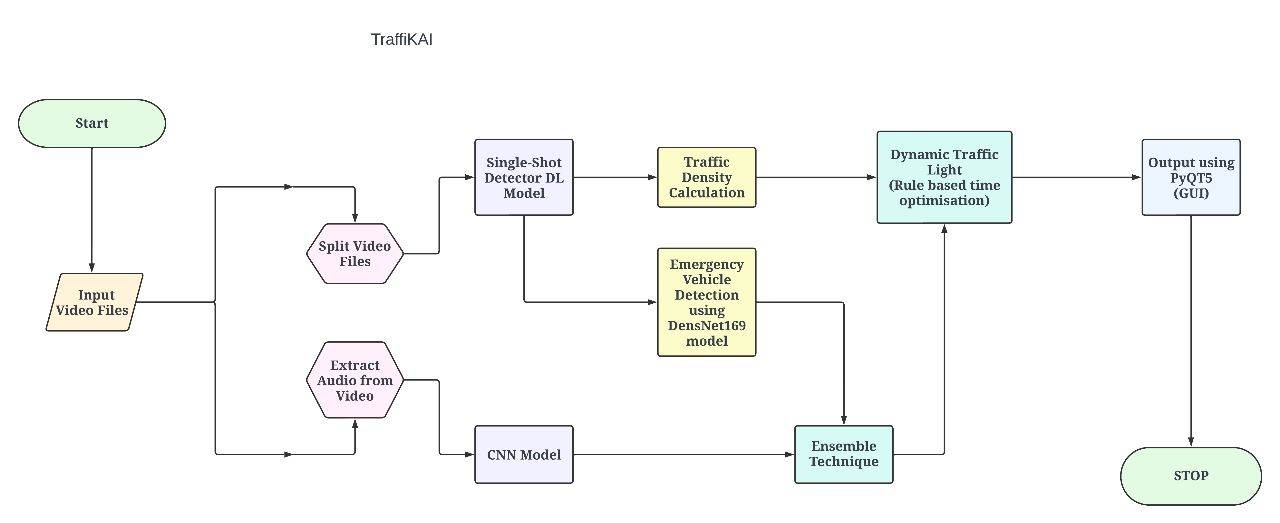 TraffiKAI
Start
Input
Video Files
Split Video
Files
Extract
Audio from
Video
Single-Shot
Detector DL
Model
CNN Model
Traffic
Density
Calculation
Emergency
Vehicle
Detection
using
DensNet169
model
Ensemble
Technique
Dynamic Traffic
Light
(Rule based time
optimisation)
Output using
PyQT5
(GUI)
STOP